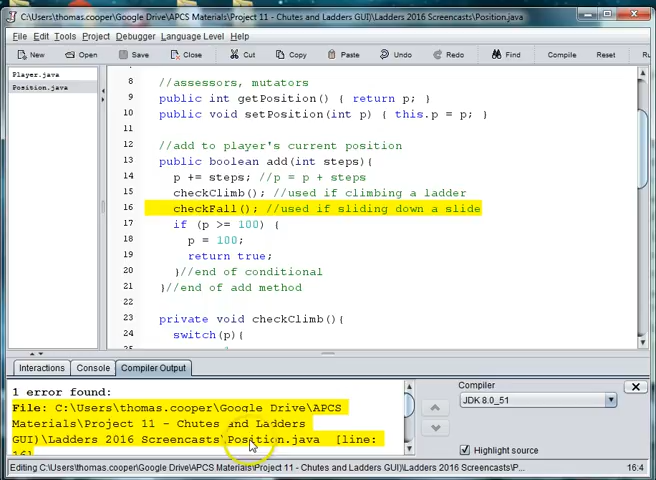 C:\Users\thomas.cooper\Google Drive\APCS Materials\Project 11 - Chutes and Ladders GUI)\Ladders 2016 Screencasts\Position.java
File Edit Tools Project Debugger Language Level Help
New Open Save Close Cut Copy Paste Undo Redo Find Compile Reset
Player.java
Position.java
8 //assessors, mutators
9 public int getPosition() { return p; }
10 public void setPosition(int p) { this.p = p; }
11
12 //add to player's current position
13 public boolean add(int steps){
14 p += steps; //p = p + steps
15 checkClimb(); //used if climbing a ladder
16 checkFall(); //used if sliding down a slide
17 if (p >= 100) {
18 p = 100;
19 return true;
20 }//end of conditional
21 }//end of add method
22
23 private void checkClimb(){
24 switch(p){
Interactions Console Compiler Output
1 error found:
File: C:\Users\thomas.cooper\Google Drive\APCS
Materials\Project 11 - Chutes and Ladders
GUI)\Ladders 2016 Screencasts\Position.java [line:
16]
Compiler
JDK 8.0_51
Highlight source
Editing C:\Users\thomas.cooper\Google Drive\APCS Materials\Project 11 - Chutes and Ladders GUI)\Ladders 2016 Screencasts\P...
16:4